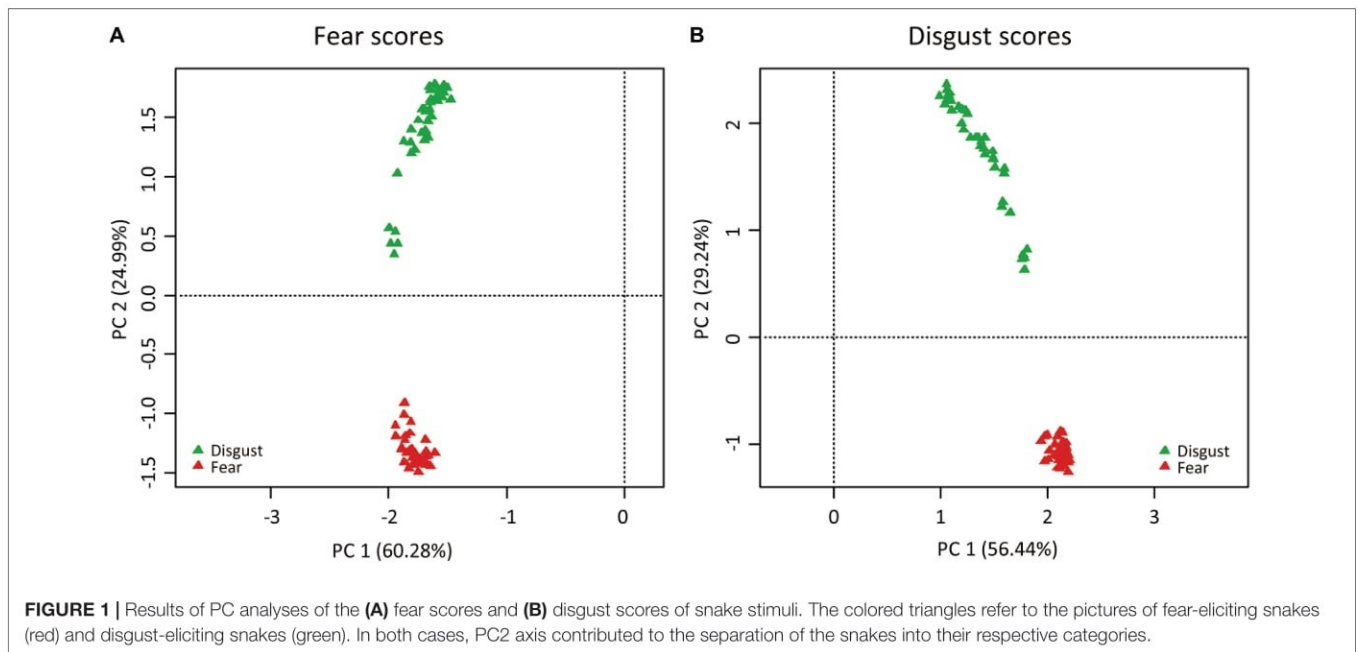 A
Fear scores
PC 2 (24.99%)
1.5
1.0
0.5
0.0
-0.5
-1.0
-1.5
Disgust
Fear
-3
-2
-1
0
PC 1 (60.28%)
B
Disgust scores
PC 2 (29.24%)
2
1
0
-1
Disgust
Fear
0
1
2
3
PC 1 (56.44%)
FIGURE 1 | Results of PC analyses of the (A) fear scores and (B) disgust scores of snake stimuli. The colored triangles refer to the pictures of fear-eliciting snakes
(red) and disgust-eliciting snakes (green). In both cases, PC2 axis contributed to the separation of the snakes into their respective categories.